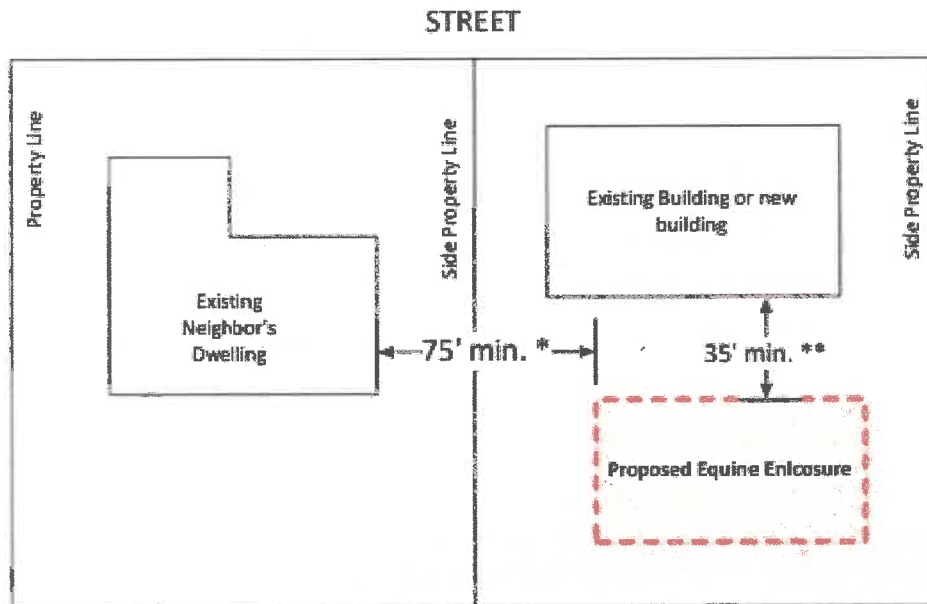 STREET
Property Line
Side Property Line
Side Property Line
Existing Building or new
building
Existing
Neighbor's
Dwelling
75' min. *
35' min. **
Proposed Equine Enlcosure